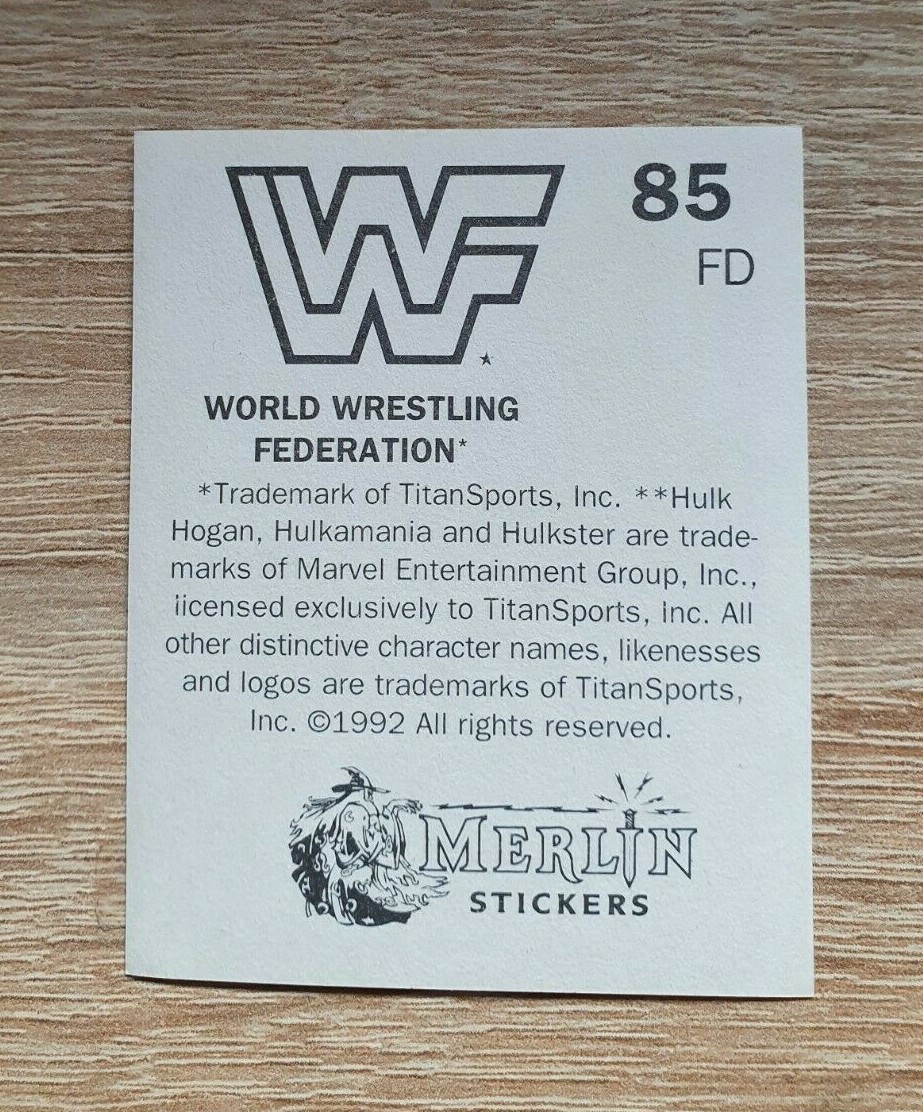 WF
85
FD
WORLD WRESTLING
FEDERATION*
*Trademark of TitanSports, Inc. **Hulk
Hogan, Hulkamania and Hulkster are trade-
marks of Marvel Entertainment Group, Inc.,
licensed exclusively to TitanSports, Inc. All
other distinctive character names, likenesses
and logos are trademarks of TitanSports,
Inc. ©1992 All rights reserved.
MERLIN
STICKERS